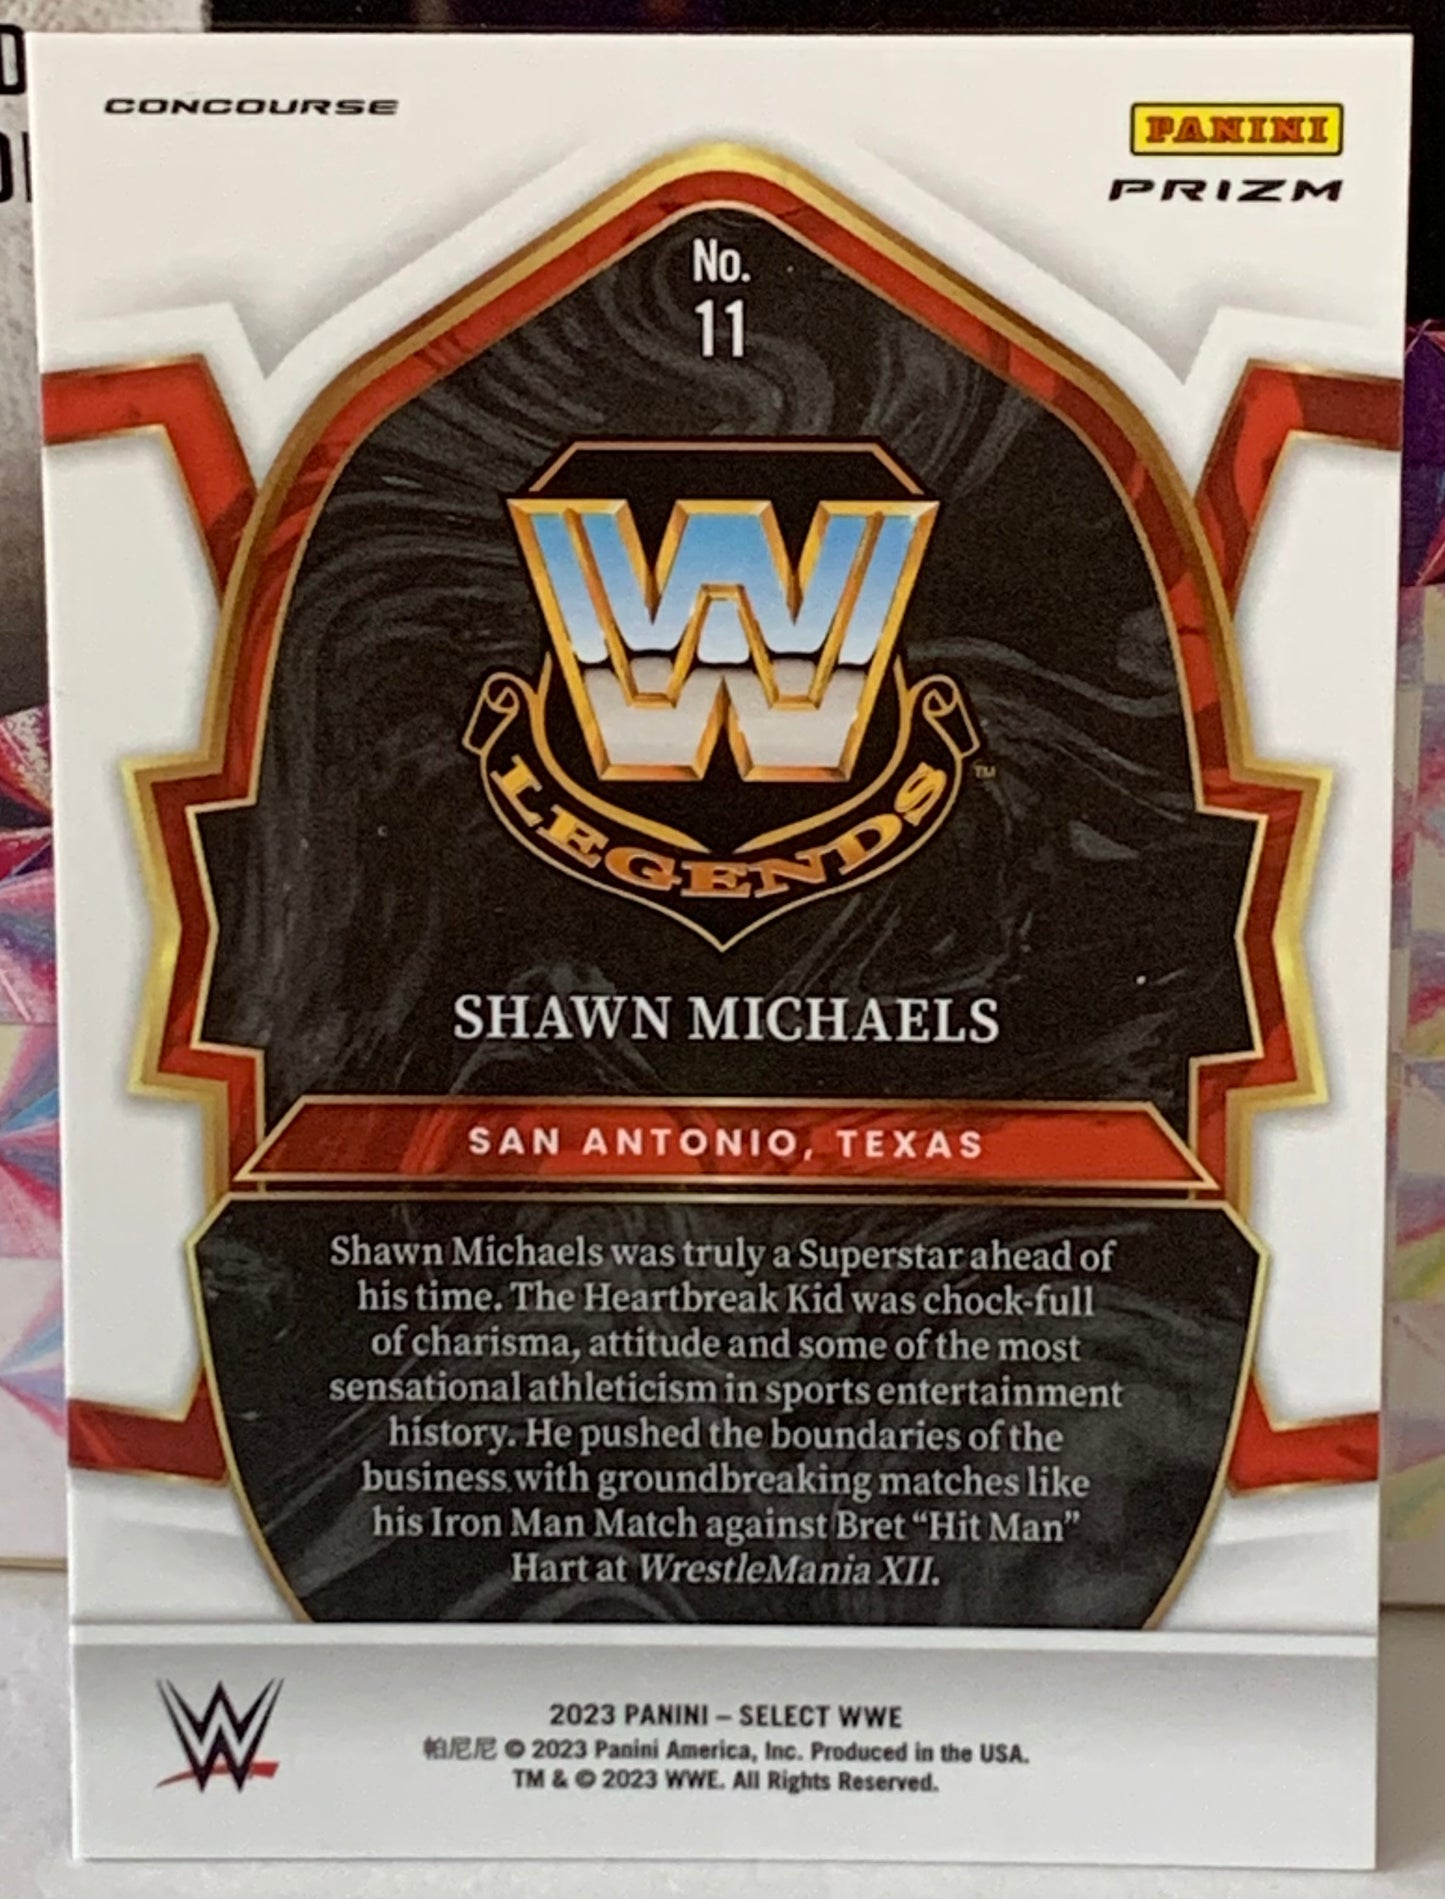 CONCOURSE
PANINI
PRIZM
No.
11
LEGENDS
TM
SHAWN MICHAELS
SAN ANTONIO, TEXAS
Shawn Michaels was truly a Superstar ahead of
his time. The Heartbreak Kid was chock-full
of charisma, attitude and some of the most
sensational athleticism in sports entertainment
history. He pushed the boundaries of the
business with groundbreaking matches like
his Iron Man Match against Bret “Hit Man”
Hart at WrestleMania XII.
W
2023 PANINI – SELECT WWE
帕尼尼 © 2023 Panini America, Inc. Produced in the USA.
TM & © 2023 WWE. All Rights Reserved.